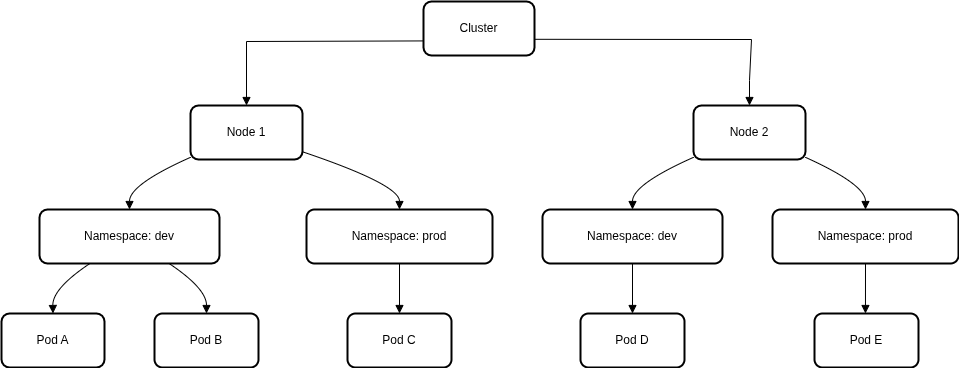 Cluster
Node 1
Node 2
Namespace: dev
Namespace: prod
Namespace: dev
Namespace: prod
Pod A
Pod B
Pod C
Pod D
Pod E